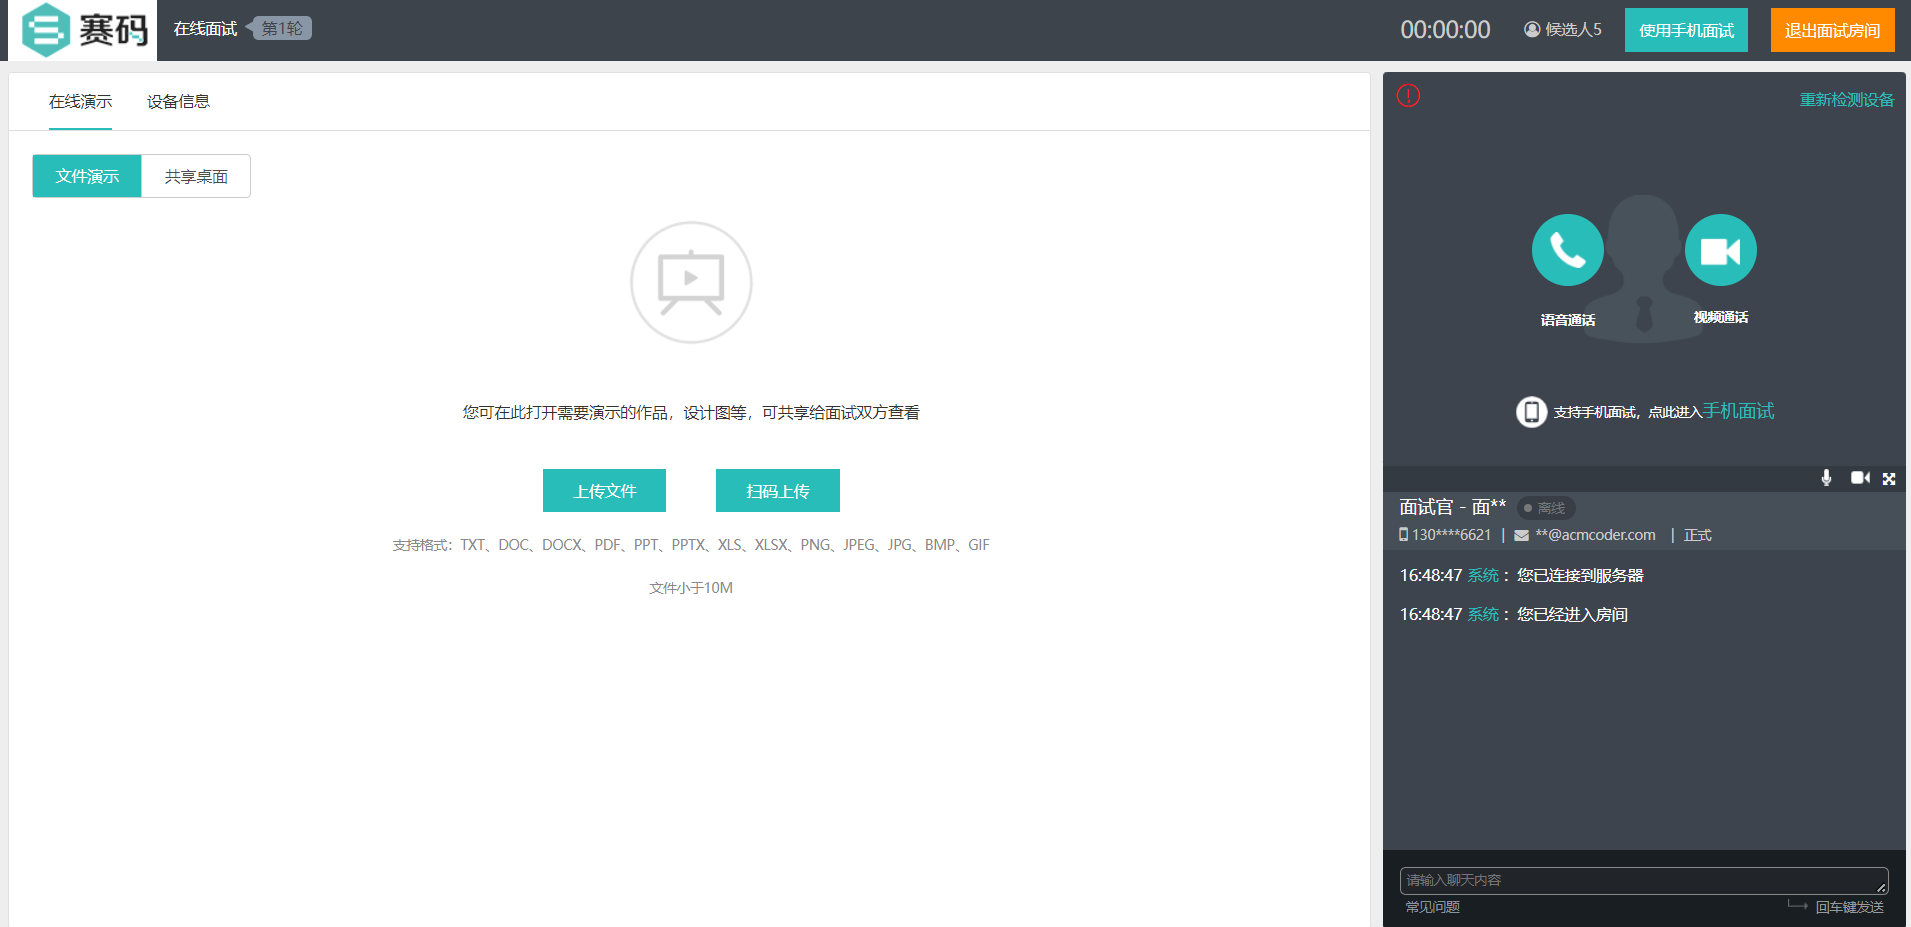 赛码
在线面试 第1轮
00:00:00 候选人5 使用手机面试 退出面试房间
在线演示 设备信息
文件演示 共享桌面
您可在此打开需要演示的作品，设计图等，可共享给面试双方查看
上传文件 扫码上传
支持格式：TXT、DOC、DOCX、PDF、PPT、PPTX、XLS、XLSX、PNG、JPEG、JPG、BMP、GIF
文件小于10M
重新检测设备
语音通话 视频通话
支持手机面试，点此进入手机面试
面试官 - 面** 离线
130****6621 | **@acmcoder.com | 正式
16:48:47 系统： 您已连接到服务器
16:48:47 系统： 您已经进入房间
请输入聊天内容
常见问题 回车键发送